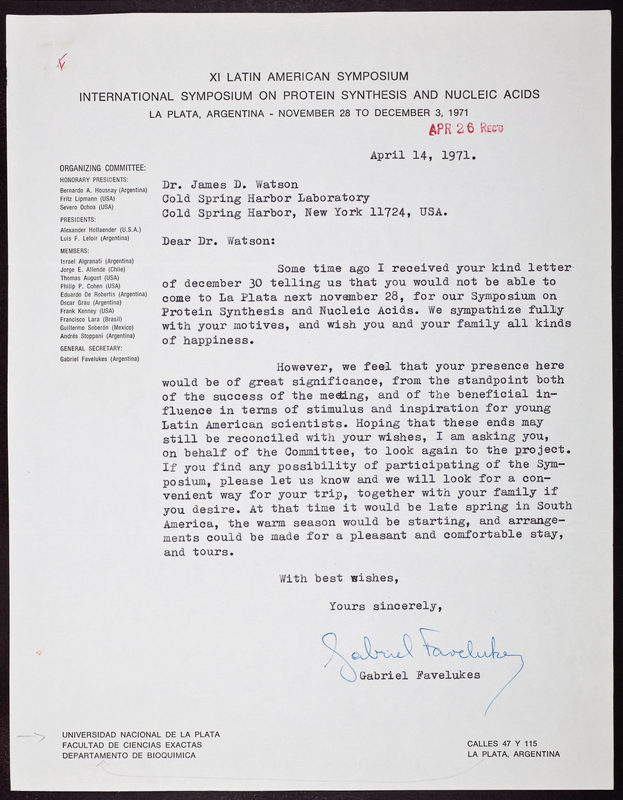 XI LATIN AMERICAN SYMPOSIUM
INTERNATIONAL SYMPOSIUM ON PROTEIN SYNTHESIS AND NUCLEIC ACIDS
LA PLATA, ARGENTINA - NOVEMBER 28 TO DECEMBER 3, 1971
APR 26 REC'D
April 14, 1971.
ORGANIZING COMMITTEE:
HONORARY PRESIDENTS:
Bernardo A. Houssay (Argentina)
Fritz Lipmann (USA)
Severo Ochoa (USA)
PRESIDENTS:
Alexander Hollaender (U.S.A.)
Luis F. Leloir (Argentina)
MEMBERS:
Israel Algranati (Argentina)
Jorge E. Allende (Chile)
Thomas August (USA)
Philip P. Cohen (USA)
Eduardo De Robertis (Argentina)
Oscar Grau (Argentina)
Frank Kenney (USA)
Francisco Lara (Brasil)
Guillermo Soberón (Mexico)
Andrés Stoppani (Argentina)
GENERAL SECRETARY:
Gabriel Favelukes (Argentina)
Dr. James D. Watson
Cold Spring Harbor Laboratory
Cold Spring Harbor, New York 11724, USA.
Dear Dr. Watson:
Some time ago I received your kind letter
of december 30 telling us that you would not be able to
come to La Plata next november 28, for our Symposium on
Protein Synthesis and Nucleic Acids. We sympathize fully
with your motives, and wish you and your family all kinds
of happiness.
However, we feel that your presence here
would be of great significance, from the standpoint both
of the success of the meeting, and of the beneficial in-
fluence in terms of stimulus and inspiration for young
Latin American scientists. Hoping that these ends may
still be reconciled with your wishes, I am asking you,
on behalf of the Committee, to look again to the project.
If you find any possibility of participating of the Sym-
posium, please let us know and we will look for a con-
venient way for your trip, together with your family if
you desire. At that time it would be late spring in South
America, the warm season would be starting, and arrange-
ments could be made for a pleasant and comfortable stay,
and tours.
With best wishes,
Yours sincerely,
Gabriel Favelukes
Gabriel Favelukes
UNIVERSIDAD NACIONAL DE LA PLATA
FACULTAD DE CIENCIAS EXACTAS
DEPARTAMENTO DE BIOQUIMICA
CALLES 47 Y 115
LA PLATA, ARGENTINA